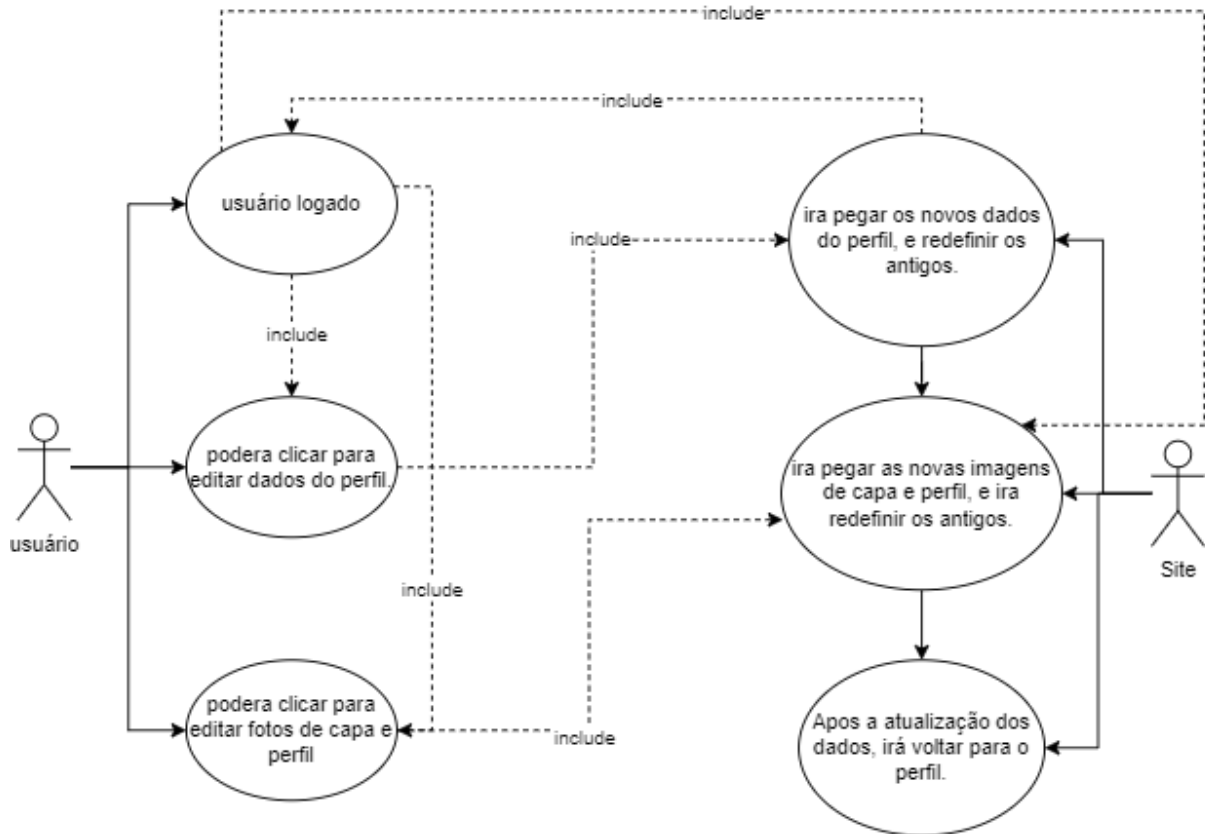 include
include
usuário logado
ira pegar os novos dados
do perfil, e redefinir os
antigos.
include
include
podera clicar para
editar dados do perfil.
ira pegar as novas imagens
de capa e perfil, e ira
redefinir os antigos.
usuário
Site
include
podera clicar para
editar fotos de capa e
perfil
include
Apos a atualização dos
dados, irá voltar para o
perfil.